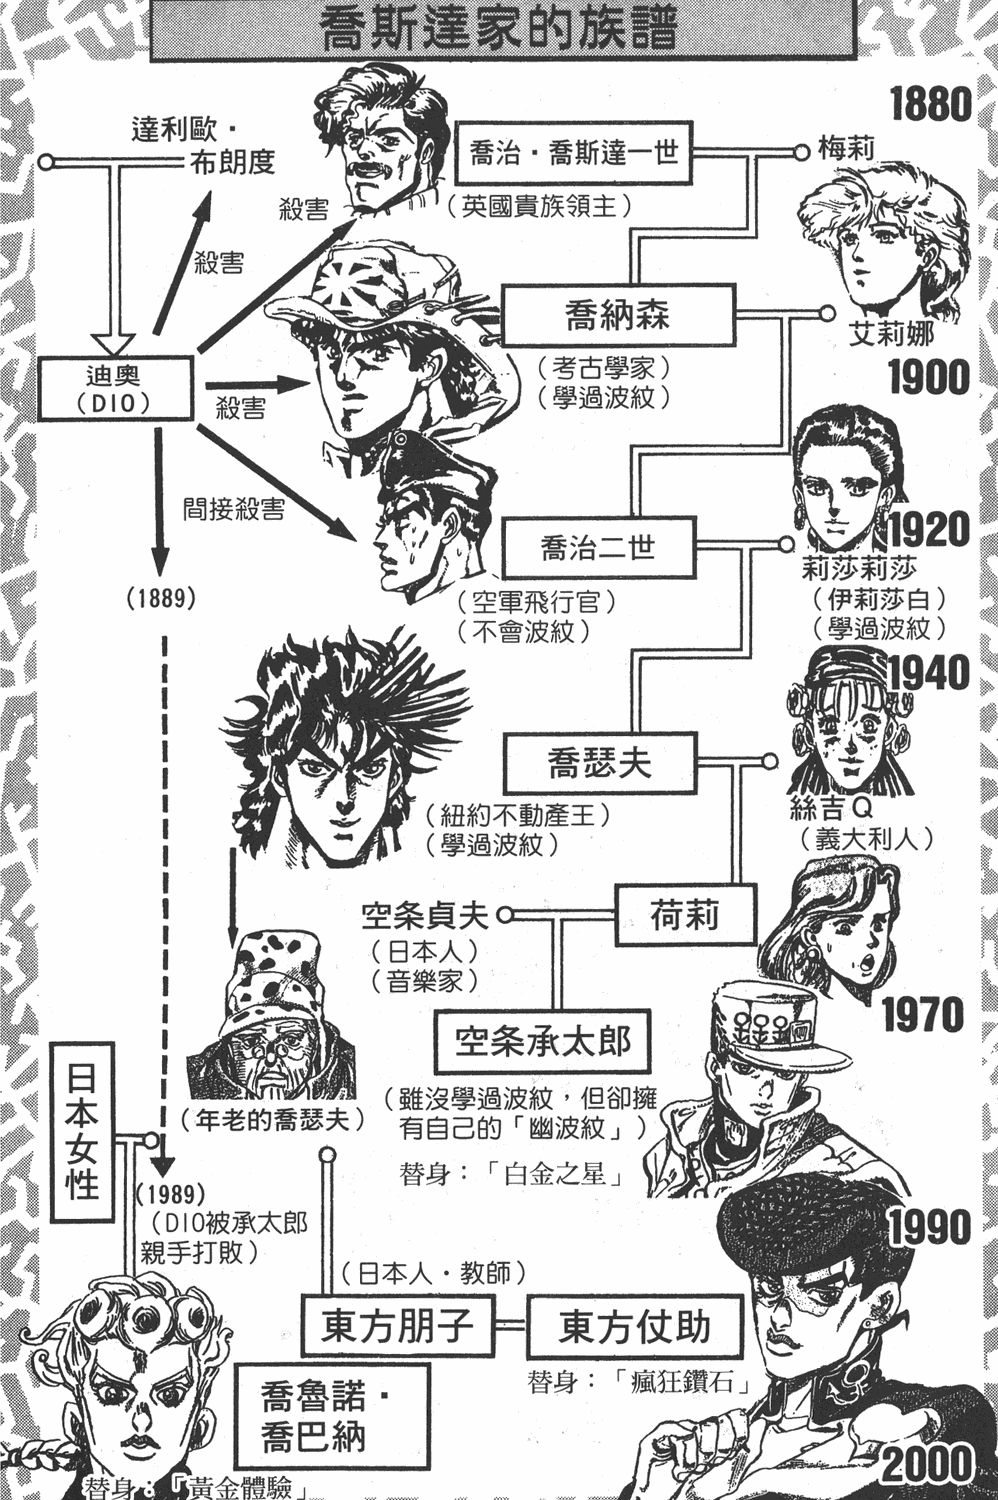 喬斯達家的族譜
1880
達利歐・
布朗度
喬治・喬斯達一世
梅莉
(英國貴族領主)
殺害
殺害
喬納森
艾莉娜
(考古學家)
(學過波紋)
1900
迪奧
(DIO)
殺害
間接殺害
喬治二世
1920
莉莎莉莎
(伊莉莎白)
(學過波紋)
(空軍飛行官)
(不會波紋)
(1889)
1940
喬瑟夫
絲吉Q
(義大利人)
(紐約不動產王)
(學過波紋)
空条貞夫
(日本人)
(音樂家)
荷莉
1970
空条承太郎
(雖沒學過波紋，但卻擁
有自己的「幽波紋」)
替身：「白金之星」
(年老的喬瑟夫)
日本女性
(1989)
(DIO被承太郎
親手打敗)
1990
(日本人・教師)
東方朋子
東方仗助
替身：「瘋狂鑽石」
喬魯諾・
喬巴納
替身：「黃金體驗」
2000